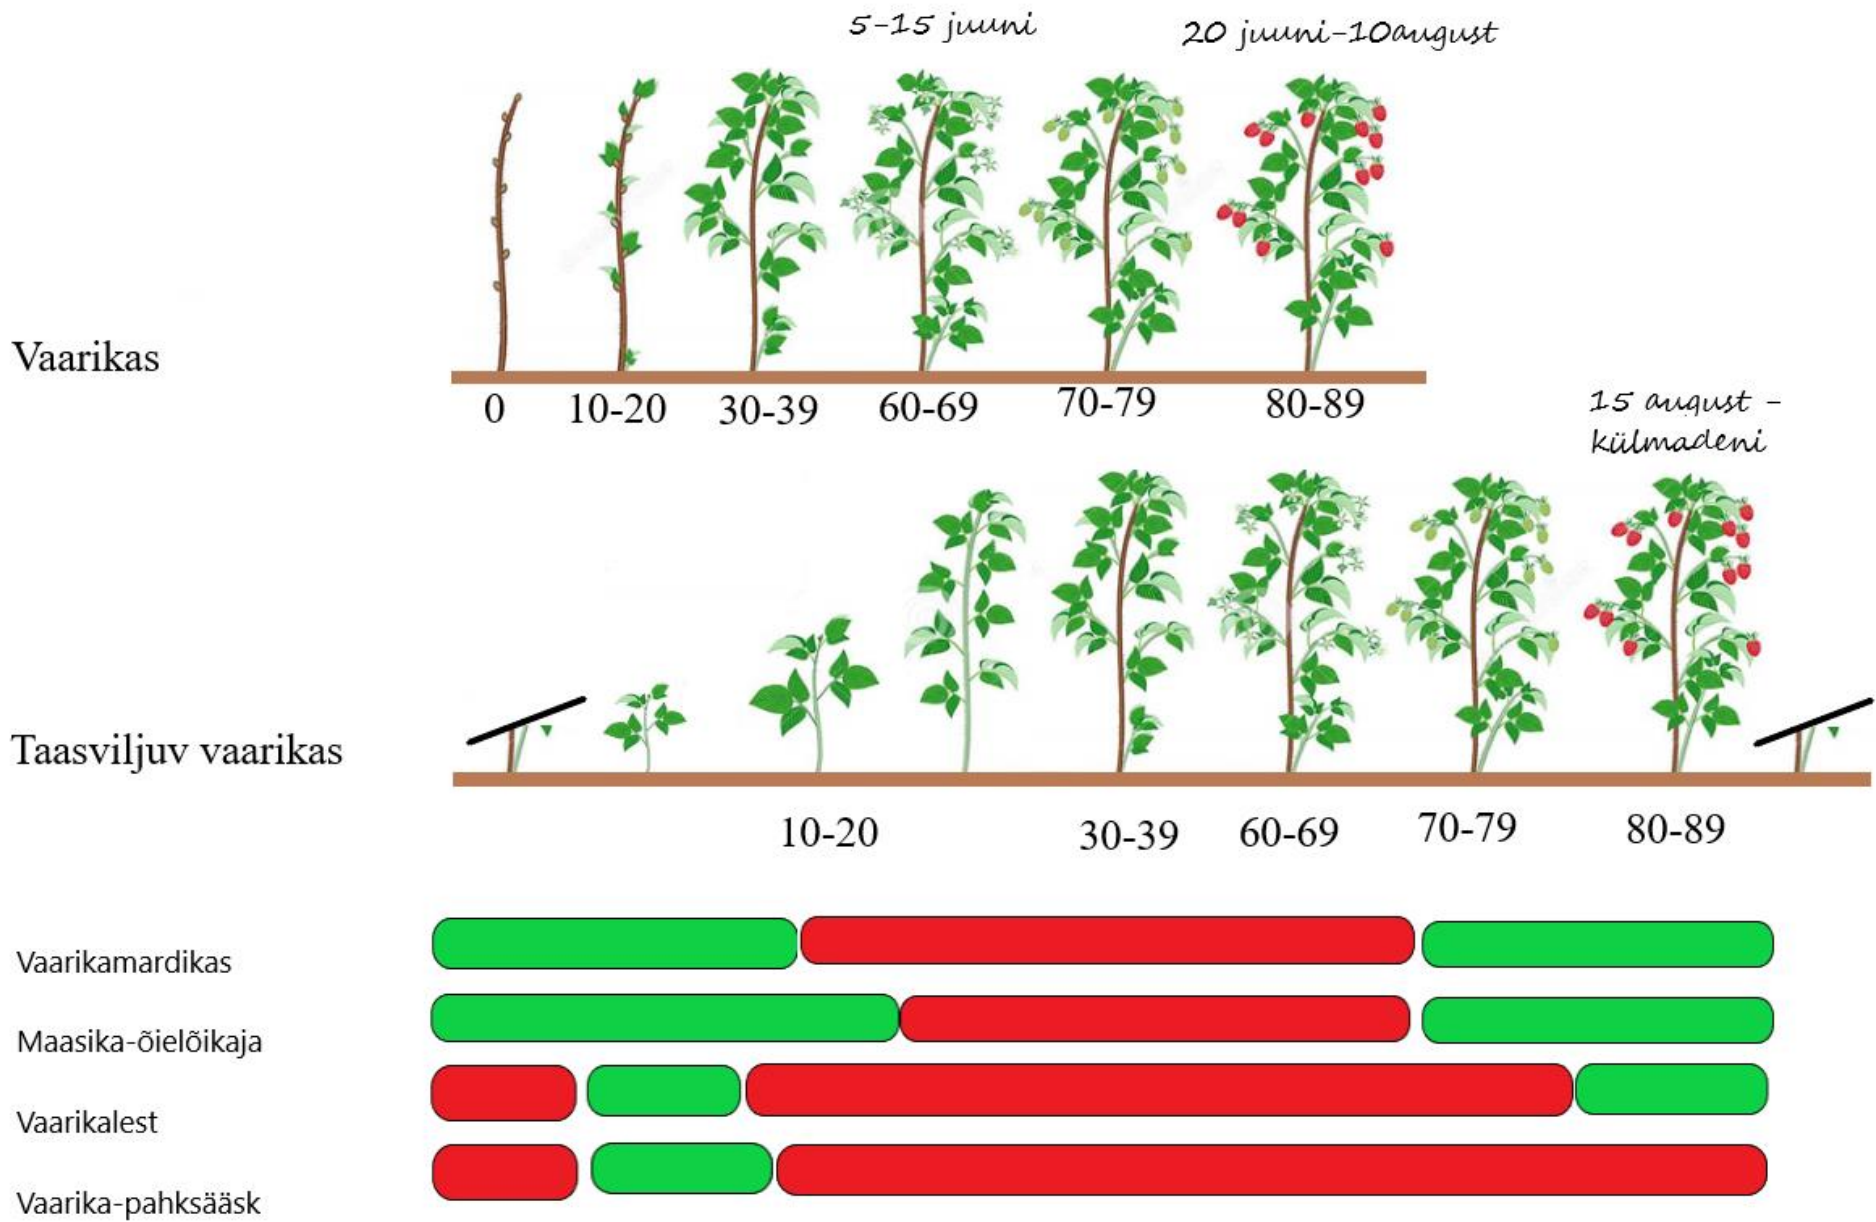 5-15 juuni
20 juuni-10august
Vaarikas
0 10-20 30-39 60-69 70-79 80-89
15 august -
külmadeni
Taasviljuv vaarikas
10-20 30-39 60-69 70-79 80-89
Vaarikamardikas
Maasika-õielõikaja
Vaarikalest
Vaarika-pahksääsk